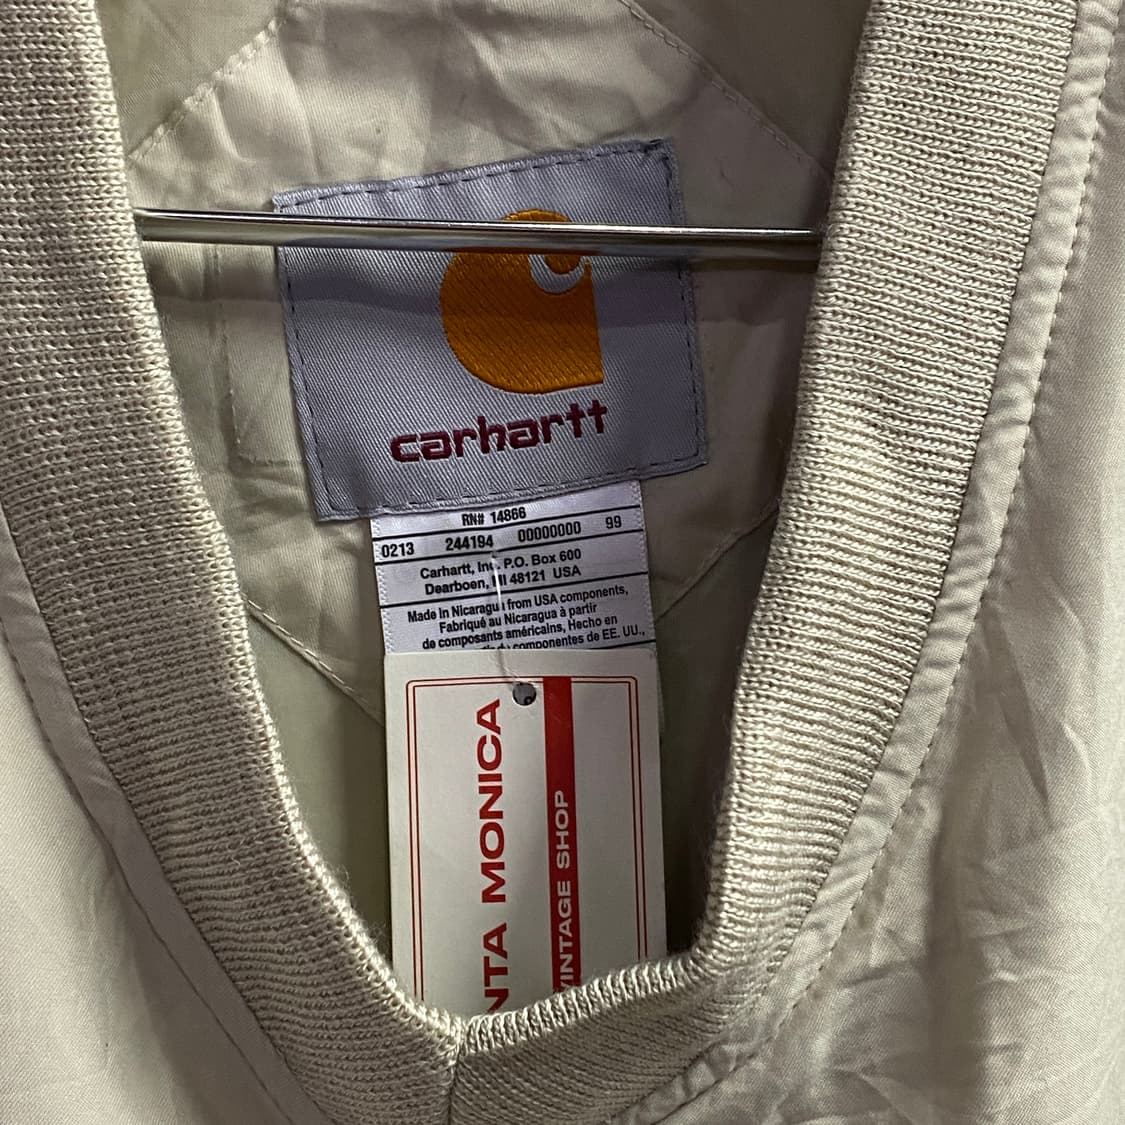 carhartt
RN# 14866
0213 244194 00000000 99
Carhartt, Inc. P.O. Box 600
Dearboen, MI 48121 USA
Made in Nicaragua from USA components,
Fabriqué au Nicaragua à partir
de composants américains, Hecho en
componentes de EE. UU.,
NTA MONICA
VINTAGE SHOP